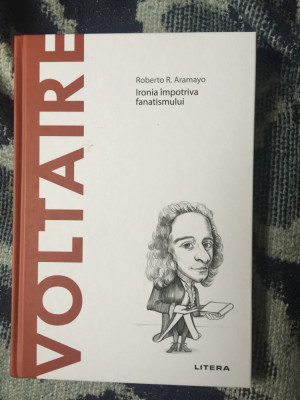 VOLTAIRE
Roberto R. Aramayo
Ironia împotriva
fanatismului
LITERA